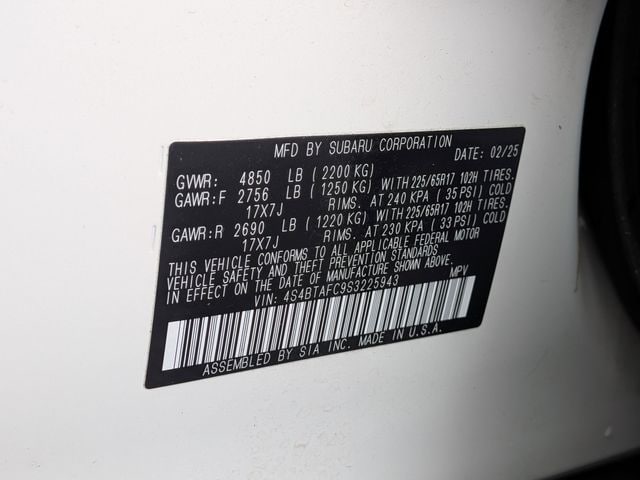 MFD BY SUBARU CORPORATION DATE: 02/25
GVWR: 4850 LB (2200 KG)
GAWR:F 2756 LB (1250 KG) WITH 225/65R17 102H TIRES.
17X7J RIMS. AT 240 KPA (35 PSI) COLD
GAWR:R 2690 LB (1220 KG) WITH 225/65R17 102H TIRES.
17X7J RIMS. AT 230 KPA (33 PSI) COLD
THIS VEHICLE CONFORMS TO ALL APPLICABLE FEDERAL MOTOR
VEHICLE SAFETY AND THEFT PREVENTION STANDARDS
IN EFFECT ON THE DATE OF MANUFACTURE SHOWN ABOVE.
VIN: 4S4BTAFC9S3225943 MPV
ASSEMBLED BY SIA INC. MADE IN U.S.A.